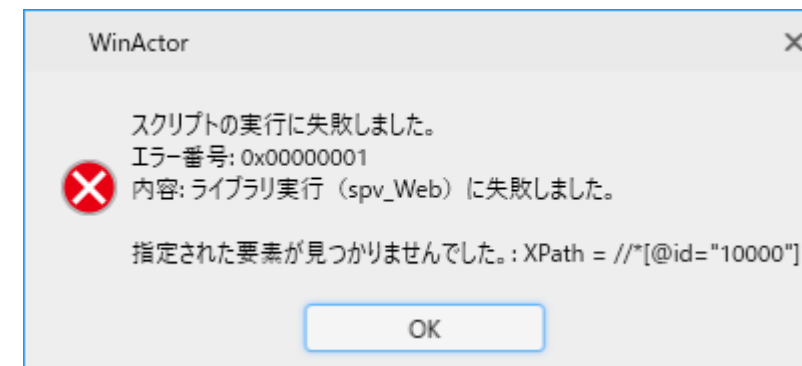 WinActor
スクリプトの実行に失敗しました。
エラー番号: 0x00000001
内容: ライブラリ実行（spv_Web）に失敗しました。
指定された要素が見つかりませんでした。: XPath = //*[@id="10000"]
OK